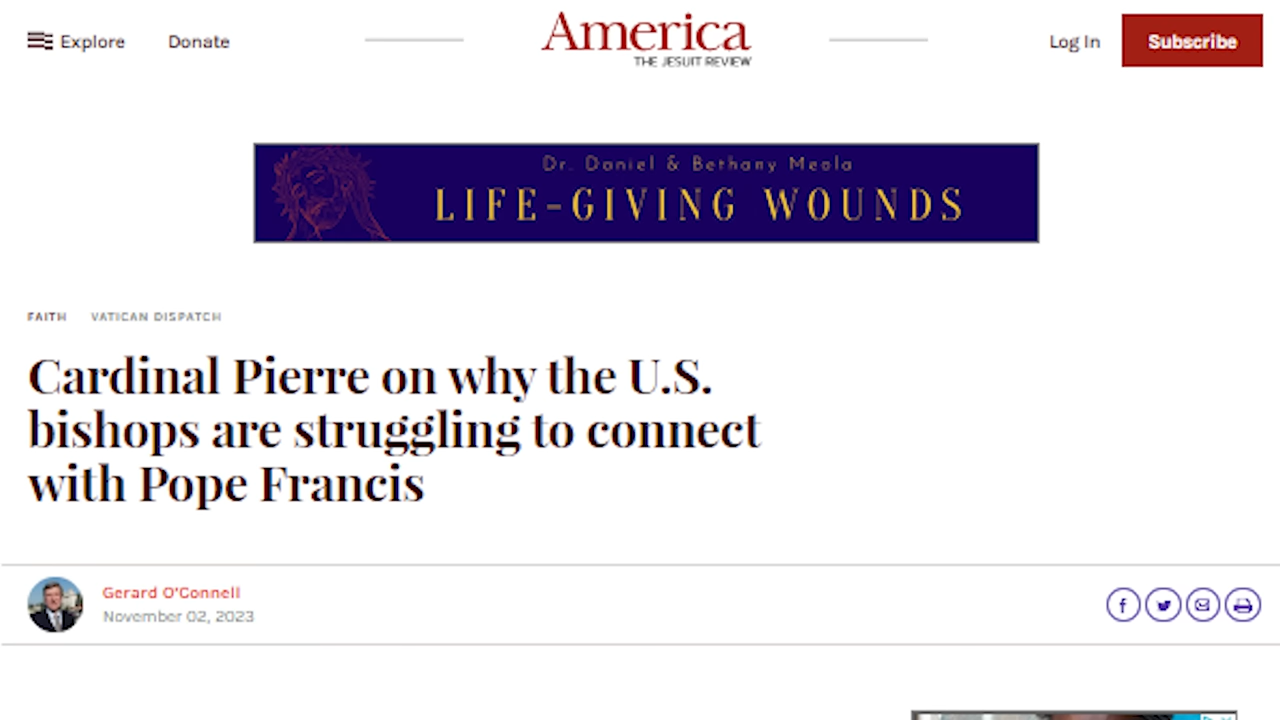 Explore Donate America Log In Subscribe
THE JESUIT REVIEW
Dr. Daniel & Bethany Meola
LIFE-GIVING WOUNDS
FAITH VATICAN DISPATCH
Cardinal Pierre on why the U.S.
bishops are struggling to connect
with Pope Francis
Gerard O'Connell
November 02, 2023